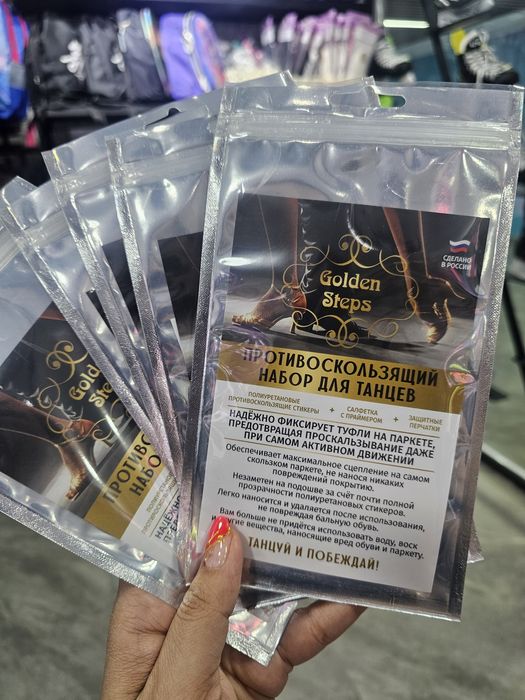 СДЕЛАНО
В РОССИИ
Golden
Steps
ПРОТИВОСКОЛЬЗЯЩИЙ
НАБОР ДЛЯ ТАНЦЕВ
ПОЛИУРЕТАНОВЫЕ
ПРОТИВОСКОЛЬЗЯЩИЕ СТИКЕРЫ + САЛФЕТКА
С ПРАЙМЕРОМ + ЗАЩИТНЫЕ
ПЕРЧАТКИ
НАДЁЖНО ФИКСИРУЕТ ТУФЛИ НА ПАРКЕТЕ,
ПРЕДОТВРАЩАЯ ПРОСКАЛЬЗЫВАНИЕ ДАЖЕ
ПРИ САМОМ АКТИВНОМ ДВИЖЕНИИ
Обеспечивает максимальное сцепление на самом
скользком паркете, не нанося никаких
повреждений покрытию.
Незаметен на подошве за счёт почти полной
прозрачности полиуретановых стикеров.
Легко наносится и удаляется после использования,
не повреждая бальную обувь.
Вам больше не придётся использовать воду, воск
вещества, наносящие вред обуви и паркету.
ТАНЦУЙ И ПОБЕЖДАЙ!
Golden
Steps